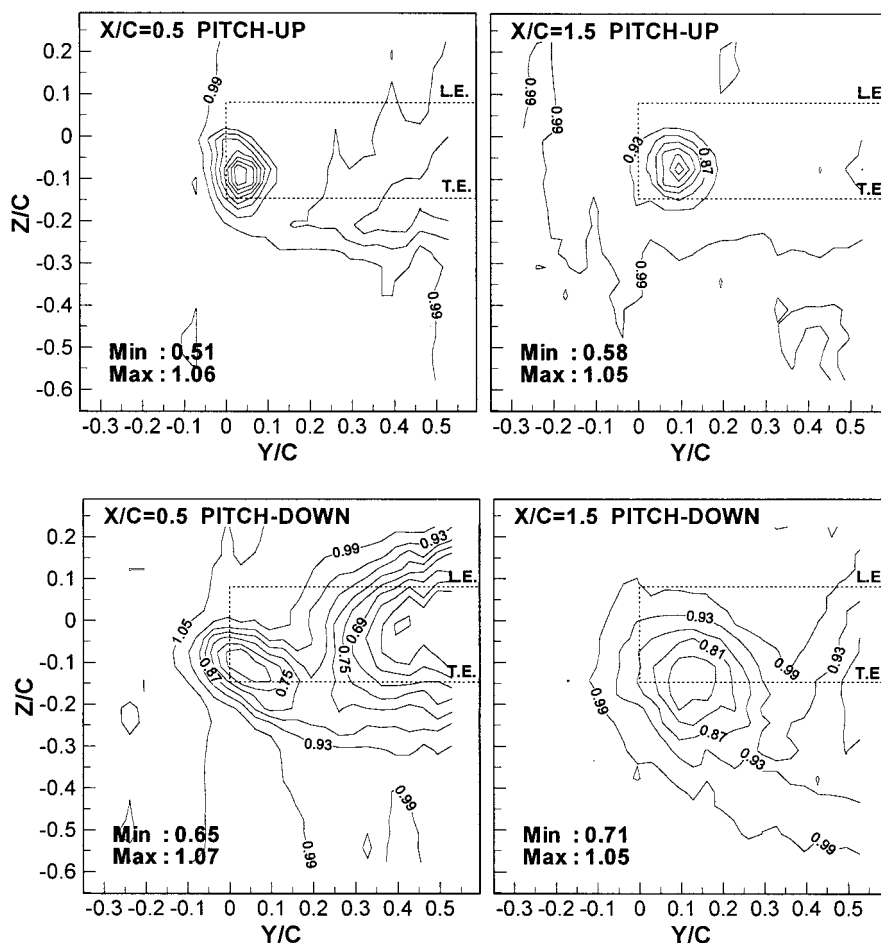 X/C=0.5 PITCH-UP
0.2
0.1
0
-0.1
-0.2
-0.3
-0.4
-0.5
-0.6
Z/C
0.99
L.E.
T.E.
0.99
Min : 0.51
Max : 1.06
-0.3 -0.2 -0.1 0 0.1 0.2 0.3 0.4 0.5
Y/C
X/C=1.5 PITCH-UP
0.99
0.99
0.93
0.87
L.E.
T.E.
0.99
Min : 0.58
Max : 1.05
-0.3 -0.2 -0.1 0 0.1 0.2 0.3 0.4 0.5
Y/C
X/C=0.5 PITCH-DOWN
0.2
0.1
0
-0.1
-0.2
-0.3
-0.4
-0.5
-0.6
Z/C
0.99
0.93
L.E.
1.05
0.69
0.87
0.75
0.75
T.E.
0.93
0.99
0.99
Min : 0.65
Max : 1.07
-0.3 -0.2 -0.1 0 0.1 0.2 0.3 0.4 0.5
Y/C
X/C=1.5 PITCH-DOWN
L.E.
0.93
0.81
0.99
0.93
T.E.
0.99
0.87
0.93
0.99
Min : 0.71
Max : 1.05
-0.3 -0.2 -0.1 0 0.1 0.2 0.3 0.4 0.5
Y/C